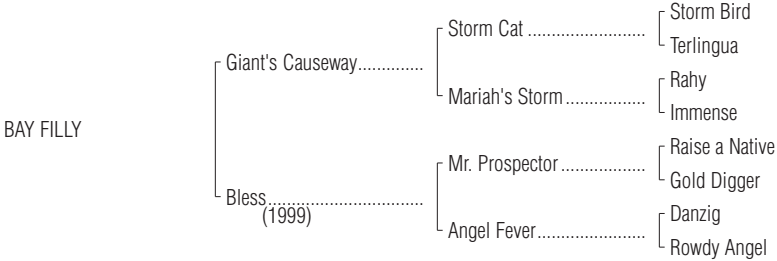 Storm Bird
Storm Cat ..........................
Terlingua
Giant's Causeway..............
Rahy
Mariah's Storm ..................
Immense
BAY FILLY
Raise a Native
Mr. Prospector ...................
Gold Digger
Bless...................................
(1999)
Danzig
Angel Fever........................
Rowdy Angel